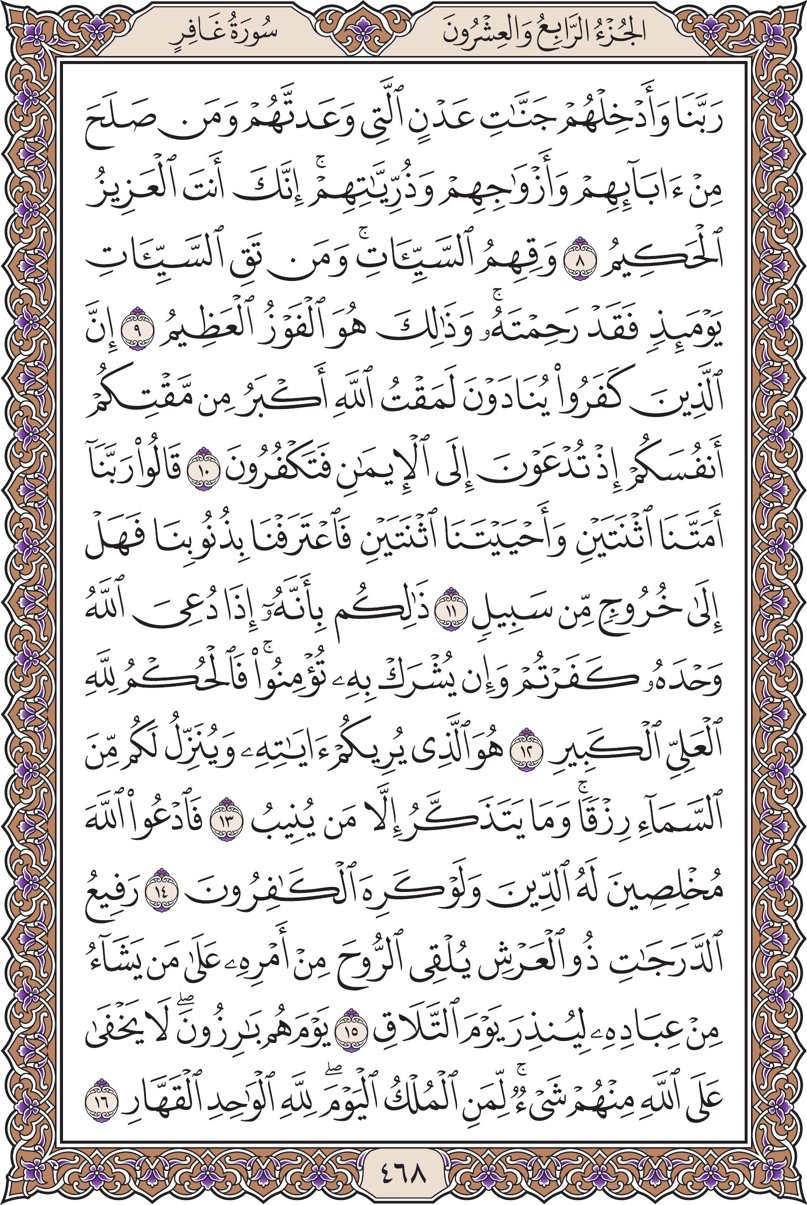 سُورَةُ غَافِرٍ
الجُزْءُ الرَّابِعُ وَالعِشْرُونَ
رَبَّنَا وَأَدۡخِلۡهُمۡ جَنَّٰتِ عَدۡنٍ ٱلَّتِي وَعَدتَّهُمۡ وَمَن صَلَحَ
مِنۡ ءَابَآئِهِمۡ وَأَزۡوَٰجِهِمۡ وَذُرِّيَّٰتِهِمۡۚ إِنَّكَ أَنتَ ٱلۡعَزِيزُ
ٱلۡحَكِيمُ ٨ وَقِهِمُ ٱلسَّيِّـَٔاتِۚ وَمَن تَقِ ٱلسَّيِّـَٔاتِ
يَوۡمَئِذٖ فَقَدۡ رَحِمۡتَهُۥۚ وَذَٰلِكَ هُوَ ٱلۡفَوۡزُ ٱلۡعَظِيمُ ٩ إِنَّ
ٱلَّذِينَ كَفَرُواْ يُنَادَوۡنَ لَمَقۡتُ ٱللَّهِ أَكۡبَرُ مِن مَّقۡتِكُمۡ
أَنفُسَكُمۡ إِذۡ تُدۡعَوۡنَ إِلَى ٱلۡإِيمَٰنِ فَتَكۡفُرُونَ ١٠ قَالُواْ رَبَّنَآ
أَمَتَّنَا ٱثۡنَتَيۡنِ وَأَحۡيَيۡتَنَا ٱثۡنَتَيۡنِ فَٱعۡتَرَفۡنَا بِذُنُوبِنَا فَهَلۡ
إِلَىٰ خُرُوجٖ مِّن سَبِيلٖ ١١ ذَٰلِكُم بِأَنَّهُۥٓ إِذَا دُعِيَ ٱللَّهُ
وَحۡدَهُۥ كَفَرۡتُمۡ وَإِن يُشۡرَكۡ بِهِۦ تُؤۡمِنُواْۚ فَٱلۡحُكۡمُ لِلَّهِ
ٱلۡعَلِيِّ ٱلۡكَبِيرِ ١٢ هُوَ ٱلَّذِي يُرِيكُمۡ ءَايَٰتِهِۦ وَيُنَزِّلُ لَكُم مِّنَ
ٱلسَّمَآءِ رِزۡقٗاۚ وَمَا يَتَذَكَّرُ إِلَّا مَن يُنِيبُ ١٣ فَٱدۡعُواْ ٱللَّهَ
مُخۡلِصِينَ لَهُ ٱلدِّينَ وَلَوۡ كَرِهَ ٱلۡكَٰفِرُونَ ١٤ رَفِيعُ
ٱلدَّرَجَٰتِ ذُو ٱلۡعَرۡشِ يُلۡقِي ٱلرُّوحَ مِنۡ أَمۡرِهِۦ عَلَىٰ مَن يَشَآءُ
مِنۡ عِبَادِهِۦ لِيُنذِرَ يَوۡمَ ٱلتَّلَاقِ ١٥ يَوۡمَ هُم بَٰرِزُونَۖ لَا يَخۡفَىٰ
عَلَى ٱللَّهِ مِنۡهُمۡ شَيۡءٞۚ لِّمَنِ ٱلۡمُلۡكُ ٱلۡيَوۡمَۖ لِلَّهِ ٱلۡوَٰحِدِ ٱلۡقَهَّارِ ١٦
٤٦٨